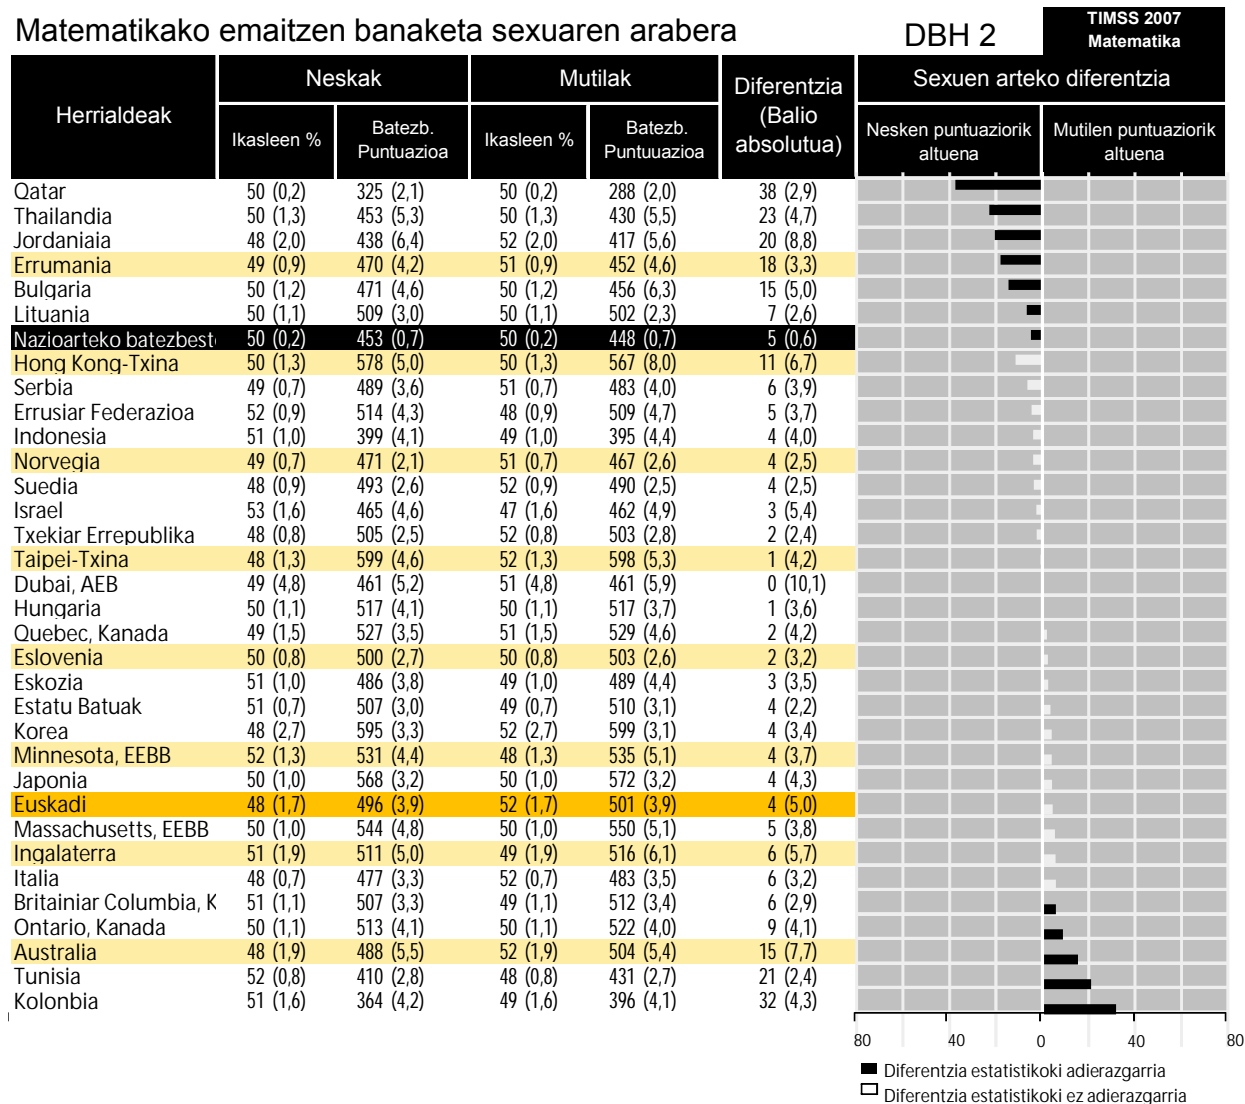 Matematikako emaitzen banaketa sexuaren arabera
DBH 2
TIMSS 2007
Matematika
Herrialdeak
Neskak
Mutilak
Diferentzia
(Balio
absolutua)
Sexuen arteko diferentzia
Ikasleen %
Batezb.
Puntuazioa
Ikasleen %
Batezb.
Puntuuazioa
Nesken puntuaziorik
altuena
Mutilen puntuaziorik
altuena
Qatar 50 (0,2) 325 (2,1) 50 (0,2) 288 (2,0) 38 (2,9)
Thailandia 50 (1,3) 453 (5,3) 50 (1,3) 430 (5,5) 23 (4,7)
Jordaniaia 48 (2,0) 438 (6,4) 52 (2,0) 417 (5,6) 20 (8,8)
Errumania 49 (0,9) 470 (4,2) 51 (0,9) 452 (4,6) 18 (3,3)
Bulgaria 50 (1,2) 471 (4,6) 50 (1,2) 456 (6,3) 15 (5,0)
Lituania 50 (1,1) 509 (3,0) 50 (1,1) 502 (2,3) 7 (2,6)
Nazioarteko batezbest 50 (0,2) 453 (0,7) 50 (0,2) 448 (0,7) 5 (0,6)
Hong Kong-Txina 50 (1,3) 578 (5,0) 50 (1,3) 567 (8,0) 11 (6,7)
Serbia 49 (0,7) 489 (3,6) 51 (0,7) 483 (4,0) 6 (3,9)
Errusiar Federazioa 52 (0,9) 514 (4,3) 48 (0,9) 509 (4,7) 5 (3,7)
Indonesia 51 (1,0) 399 (4,1) 49 (1,0) 395 (4,4) 4 (4,0)
Norvegia 49 (0,7) 471 (2,1) 51 (0,7) 467 (2,6) 4 (2,5)
Suedia 48 (0,9) 493 (2,6) 52 (0,9) 490 (2,5) 4 (2,5)
Israel 53 (1,6) 465 (4,6) 47 (1,6) 462 (4,9) 3 (5,4)
Txekiar Errepublika 48 (0,8) 505 (2,5) 52 (0,8) 503 (2,8) 2 (2,4)
Taipei-Txina 48 (1,3) 599 (4,6) 52 (1,3) 598 (5,3) 1 (4,2)
Dubai, AEB 49 (4,8) 461 (5,2) 51 (4,8) 461 (5,9) 0 (10,1)
Hungaria 50 (1,1) 517 (4,1) 50 (1,1) 517 (3,7) 1 (3,6)
Quebec, Kanada 49 (1,5) 527 (3,5) 51 (1,5) 529 (4,6) 2 (4,2)
Eslovenia 50 (0,8) 500 (2,7) 50 (0,8) 503 (2,6) 2 (3,2)
Eskozia 51 (1,0) 486 (3,8) 49 (1,0) 489 (4,4) 3 (3,5)
Estatu Batuak 51 (0,7) 507 (3,0) 49 (0,7) 510 (3,1) 4 (2,2)
Korea 48 (2,7) 595 (3,3) 52 (2,7) 599 (3,1) 4 (3,4)
Minnesota, EEBB 52 (1,3) 531 (4,4) 48 (1,3) 535 (5,1) 4 (3,7)
Japonia 50 (1,0) 568 (3,2) 50 (1,0) 572 (3,2) 4 (4,3)
Euskadi 48 (1,7) 496 (3,9) 52 (1,7) 501 (3,9) 4 (5,0)
Massachusetts, EEBB 50 (1,0) 544 (4,8) 50 (1,0) 550 (5,1) 5 (3,8)
Ingalaterra 51 (1,9) 511 (5,0) 49 (1,9) 516 (6,1) 6 (5,7)
Italia 48 (0,7) 477 (3,3) 52 (0,7) 483 (3,5) 6 (3,2)
Britainiar Columbia, K 51 (1,1) 507 (3,3) 49 (1,1) 512 (3,4) 6 (2,9)
Ontario, Kanada 50 (1,1) 513 (4,1) 50 (1,1) 522 (4,0) 9 (4,1)
Australia 48 (1,9) 488 (5,5) 52 (1,9) 504 (5,4) 15 (7,7)
Tunisia 52 (0,8) 410 (2,8) 48 (0,8) 431 (2,7) 21 (2,4)
Kolonbia 51 (1,6) 364 (4,2) 49 (1,6) 396 (4,1) 32 (4,3)
80 40 0 40 80
Diferentzia estatistikoki adierazgarria
Diferentzia estatistikoki ez adierazgarria